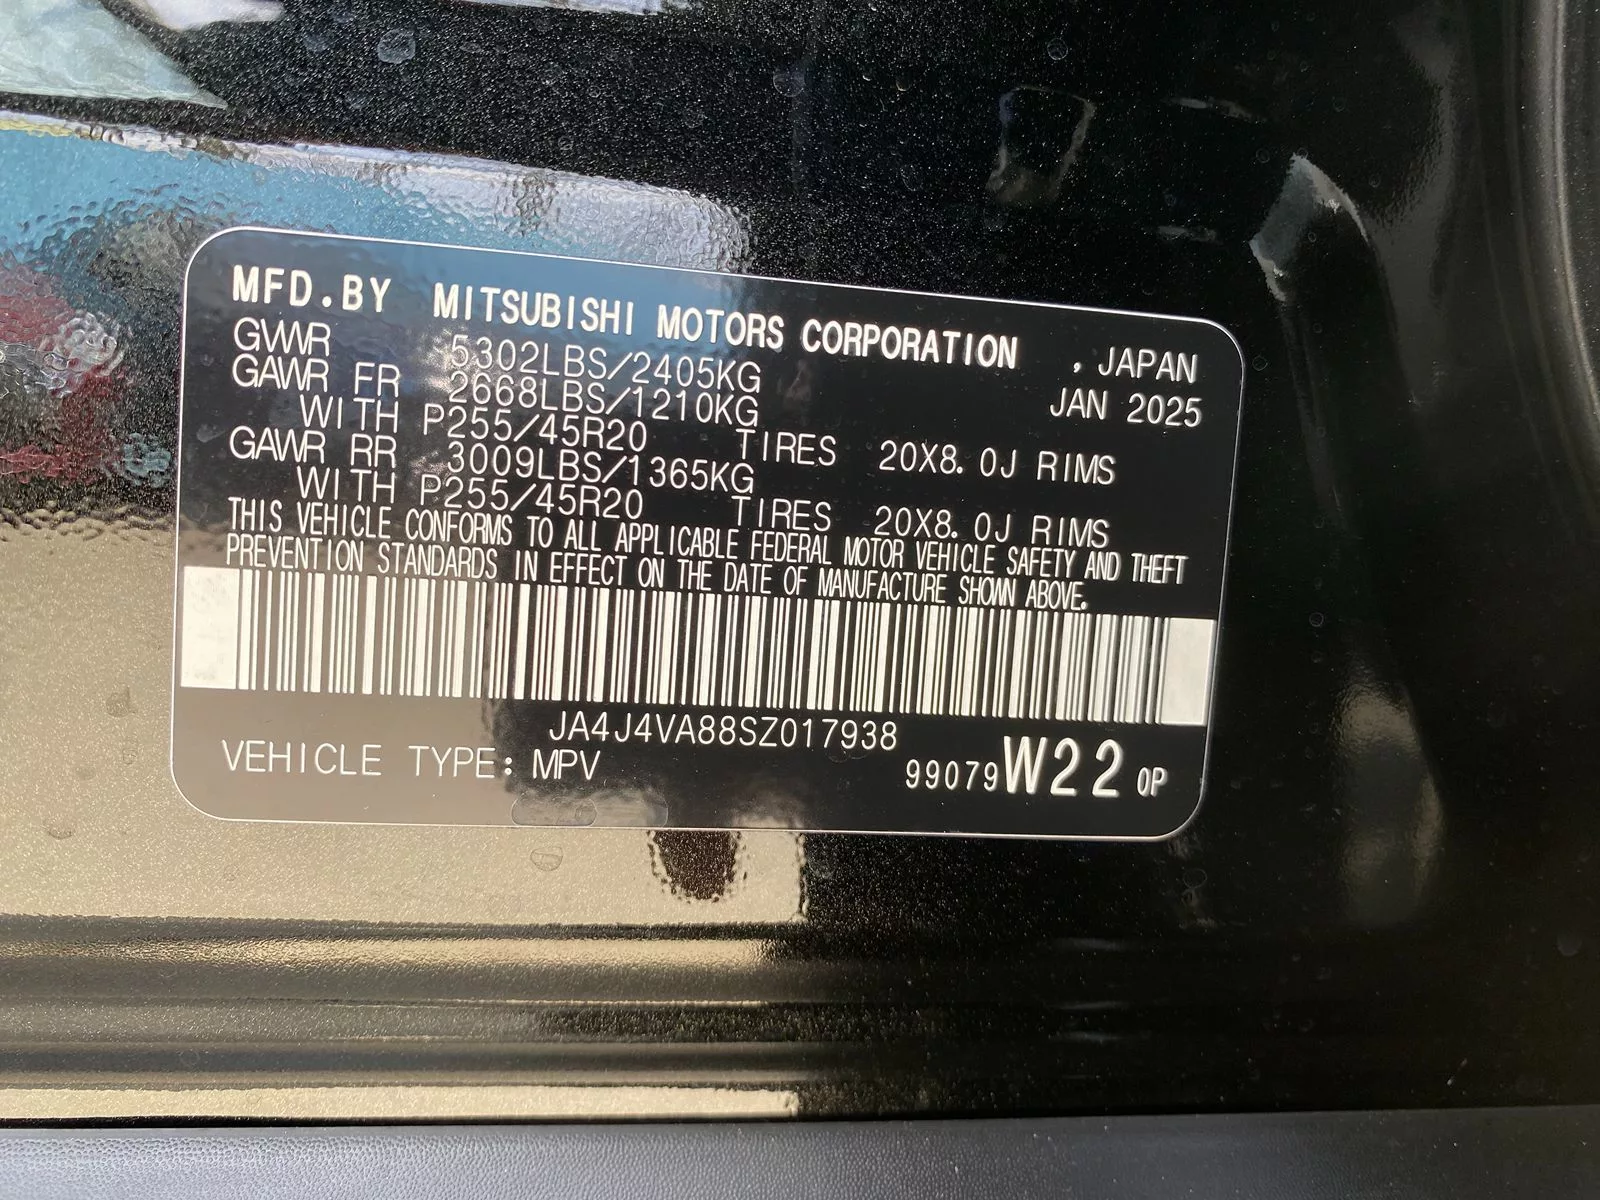 MFD.BY MITSUBISHI MOTORS CORPORATION , JAPAN
GVWR 5302LBS/2405KG JAN 2025
GAWR FR 2668LBS/1210KG
WITH P255/45R20 TIRES 20X8.0J RIMS
GAWR RR 3009LBS/1365KG
WITH P255/45R20 TIRES 20X8.0J RIMS
THIS VEHICLE CONFORMS TO ALL APPLICABLE FEDERAL MOTOR VEHICLE SAFETY AND THEFT
PREVENTION STANDARDS IN EFFECT ON THE DATE OF MANUFACTURE SHOWN ABOVE.
JA4J4VA88SZ017938
VEHICLE TYPE: MPV 99079W22 0P